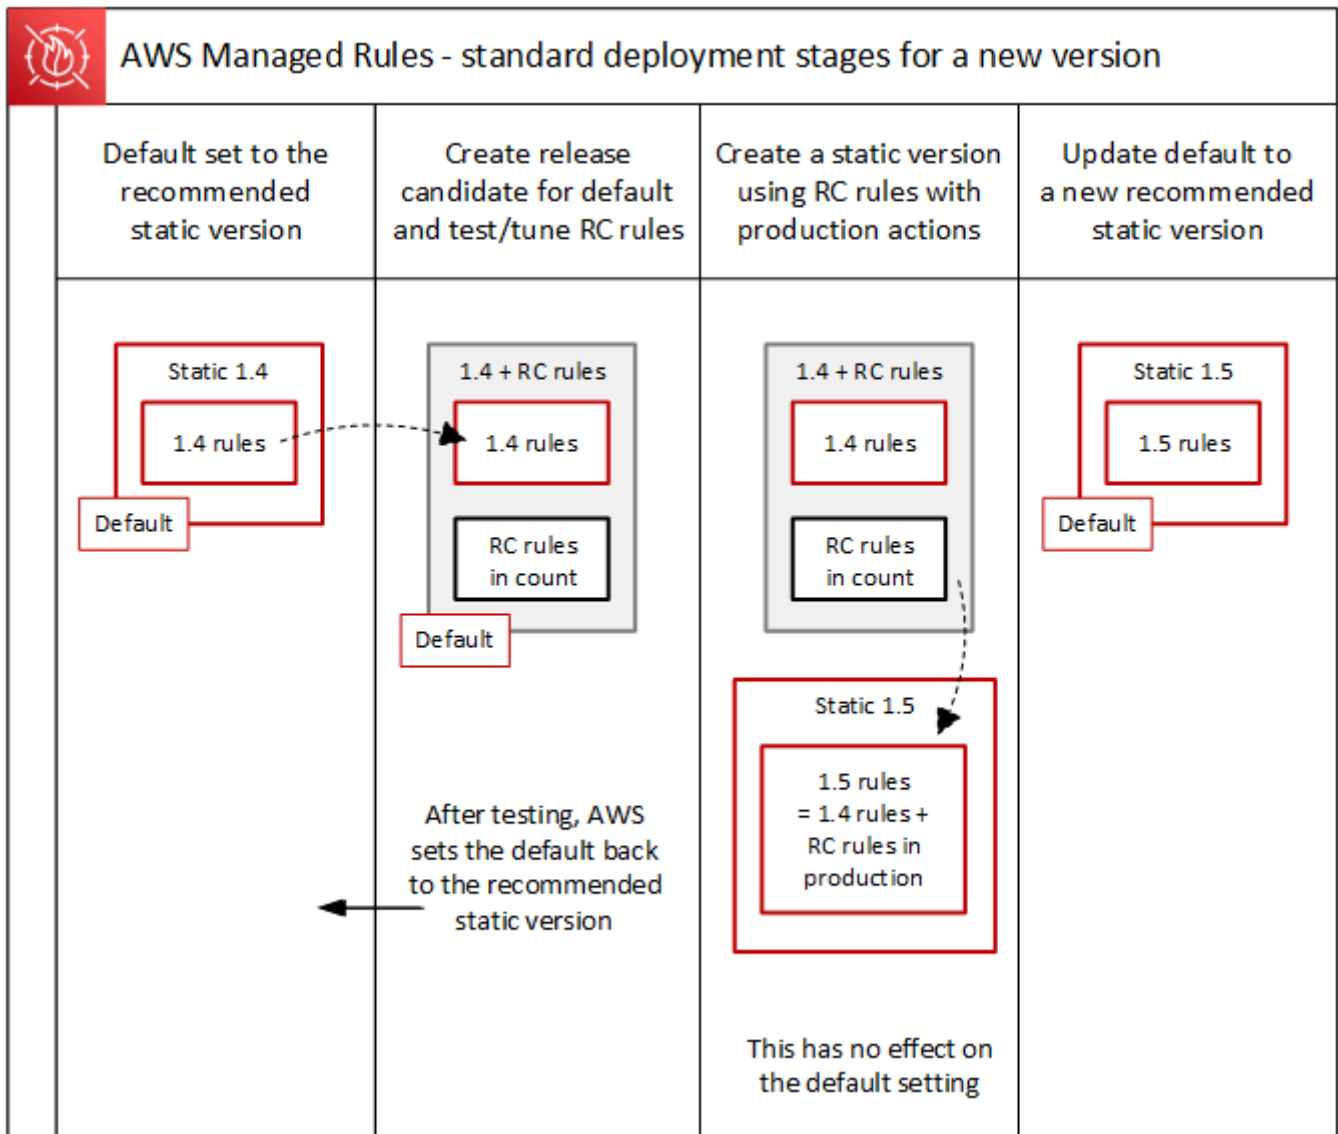 AWS Managed Rules - standard deployment stages for a new version
Default set to the
recommended
static version
Create release
candidate for default
and test/tune RC rules
Create a static version
using RC rules with
production actions
Update default to
a new recommended
static version
Static 1.4
1.4 rules
Default
1.4 + RC rules
1.4 rules
RC rules
in count
Default
After testing, AWS
sets the default back
to the recommended
static version
1.4 + RC rules
1.4 rules
RC rules
in count
Static 1.5
1.5 rules
= 1.4 rules +
RC rules in
production
This has no effect on
the default setting
Static 1.5
1.5 rules
Default